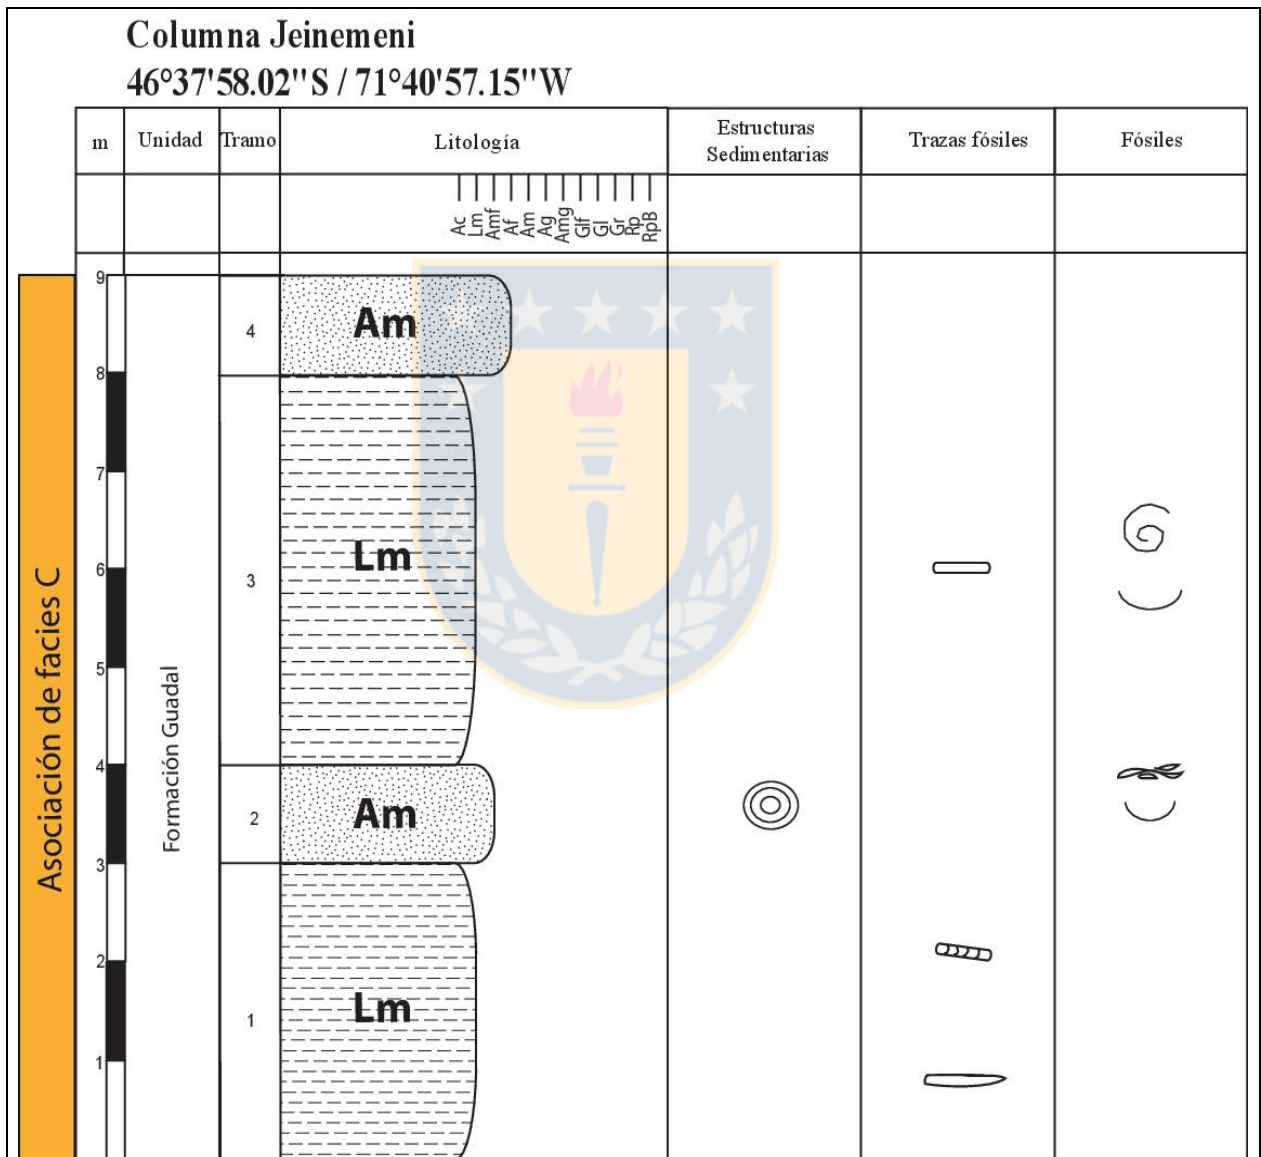 Columna Jeinemeni
46°37'58.02"S / 71°40'57.15"W
m Unidad Tramo Litología Estructuras Sedimentarias Trazas fósiles Fósiles
Ac Lm Amf Af Am Ag Amg Glf Gl Gr Rp RpB
9
4 Am
8
7
Lm
6
3
5
4
2 Am
3
2
Lm
1
1
Formación Guadal
Asociación de facies C